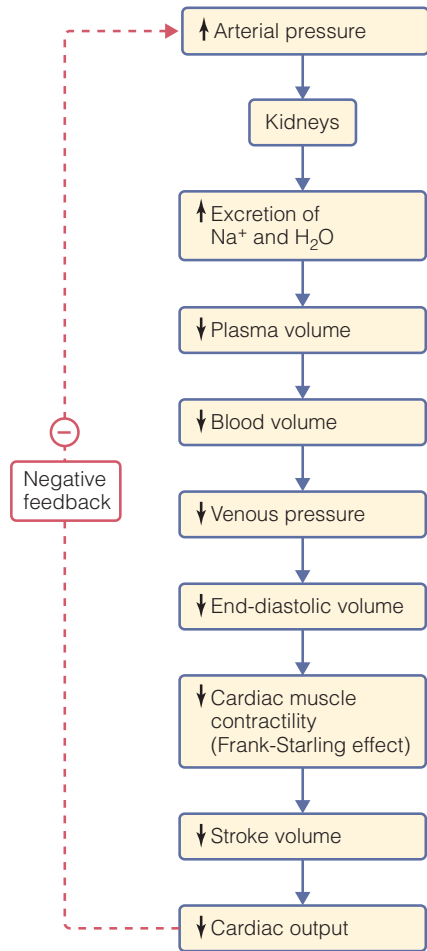 ↑ Arterial pressure
Kidneys
↑ Excretion of
Na⁺ and H₂O
↓ Plasma volume
↓ Blood volume
−
Negative
feedback
↓ Venous pressure
↓ End-diastolic volume
↓ Cardiac muscle
contractility
(Frank-Starling effect)
↓ Stroke volume
↓ Cardiac output